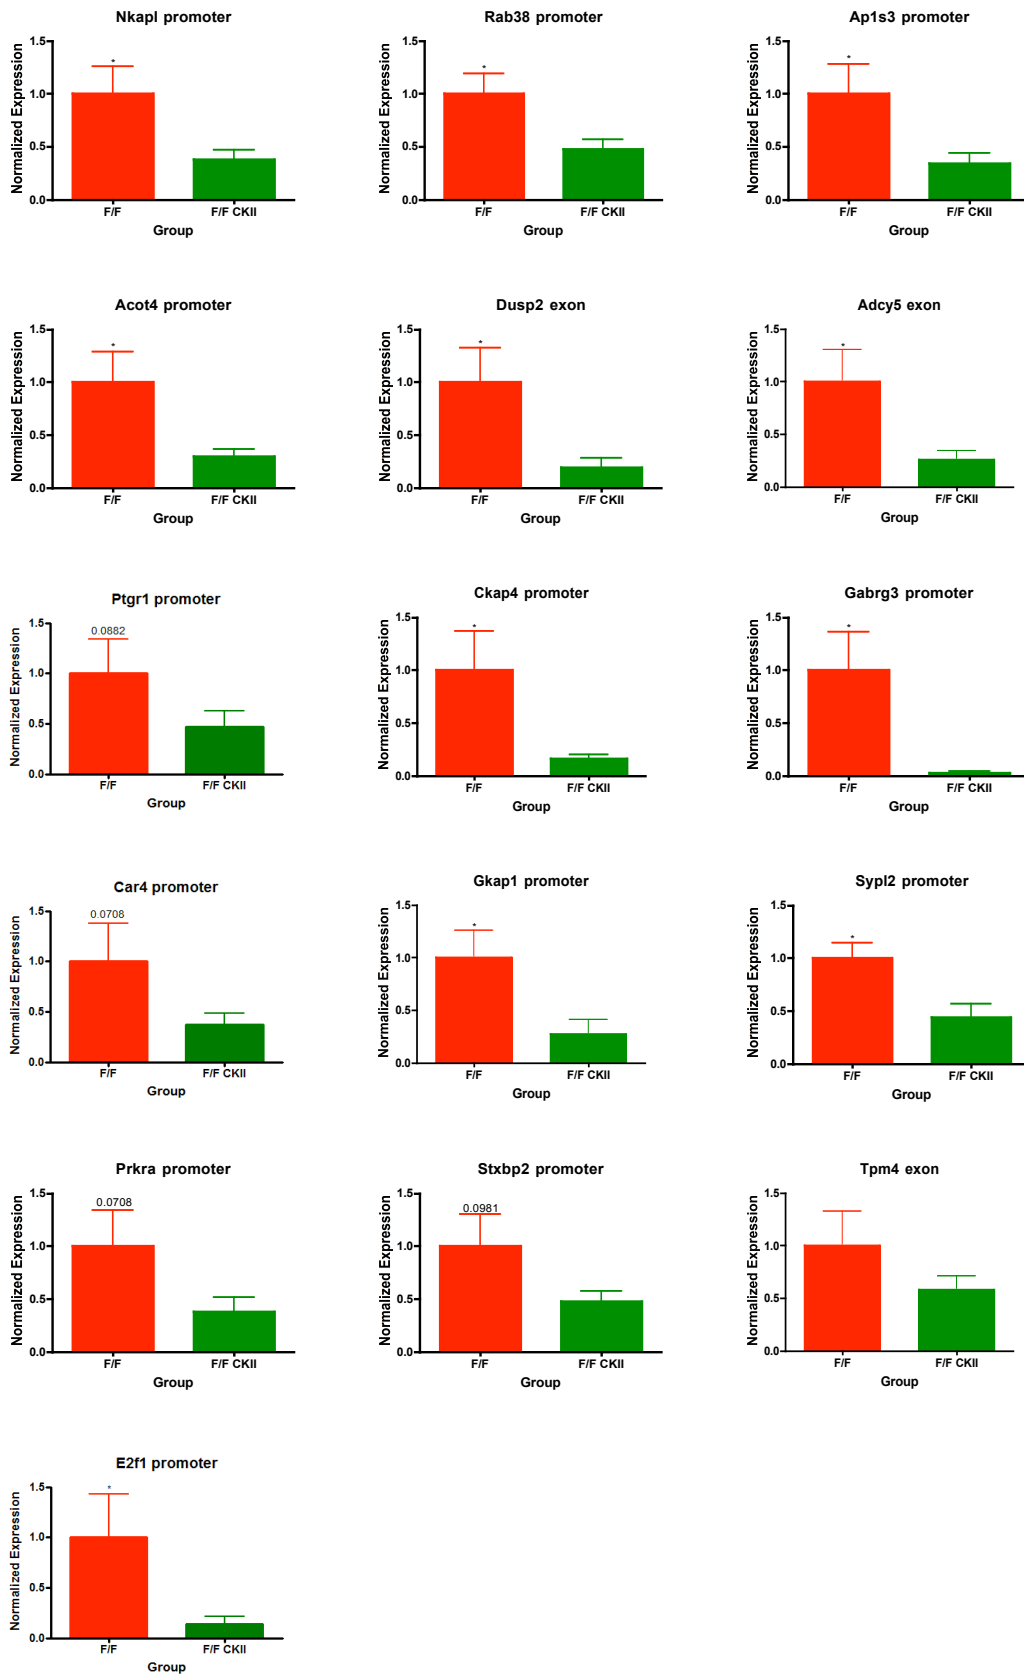 Nkapl promoter
Normalized Expression
1.5
1.0
0.5
0.0
*
F/F
F/F CKII
Group
Rab38 promoter
Normalized Expression
1.5
1.0
0.5
0.0
*
F/F
F/F CKII
Group
Ap1s3 promoter
Normalized Expression
1.5
1.0
0.5
0.0
*
F/F
F/F CKII
Group
Acot4 promoter
Normalized Expression
1.5
1.0
0.5
0.0
*
F/F
F/F CKII
Group
Dusp2 exon
Normalized Expression
1.5
1.0
0.5
0.0
*
F/F
F/F CKII
Group
Adcy5 exon
Normalized Expression
1.5
1.0
0.5
0.0
*
F/F
F/F CKII
Group
Ptgr1 promoter
Normalized Expression
1.5
1.0
0.5
0.0
0.0882
F/F
F/F CKII
Group
Ckap4 promoter
Normalized Expression
1.5
1.0
0.5
0.0
*
F/F
F/F CKII
Group
Gabrg3 promoter
Normalized Expression
1.5
1.0
0.5
0.0
*
F/F
F/F CKII
Group
Car4 promoter
Normalized Expression
1.5
1.0
0.5
0.0
0.0708
F/F
F/F CKII
Group
Gkap1 promoter
Normalized Expression
1.5
1.0
0.5
0.0
*
F/F
F/F CKII
Group
Sypl2 promoter
Normalized Expression
1.5
1.0
0.5
0.0
*
F/F
F/F CKII
Group
Prkra promoter
Normalized Expression
1.5
1.0
0.5
0.0
0.0708
F/F
F/F CKII
Group
Stxbp2 promoter
Normalized Expression
1.5
1.0
0.5
0.0
0.0981
F/F
F/F CKII
Group
Tpm4 exon
Normalized Expression
1.5
1.0
0.5
0.0
F/F
F/F CKII
Group
E2f1 promoter
Normalized Expression
1.5
1.0
0.5
0.0
*
F/F
F/F CKII
Group